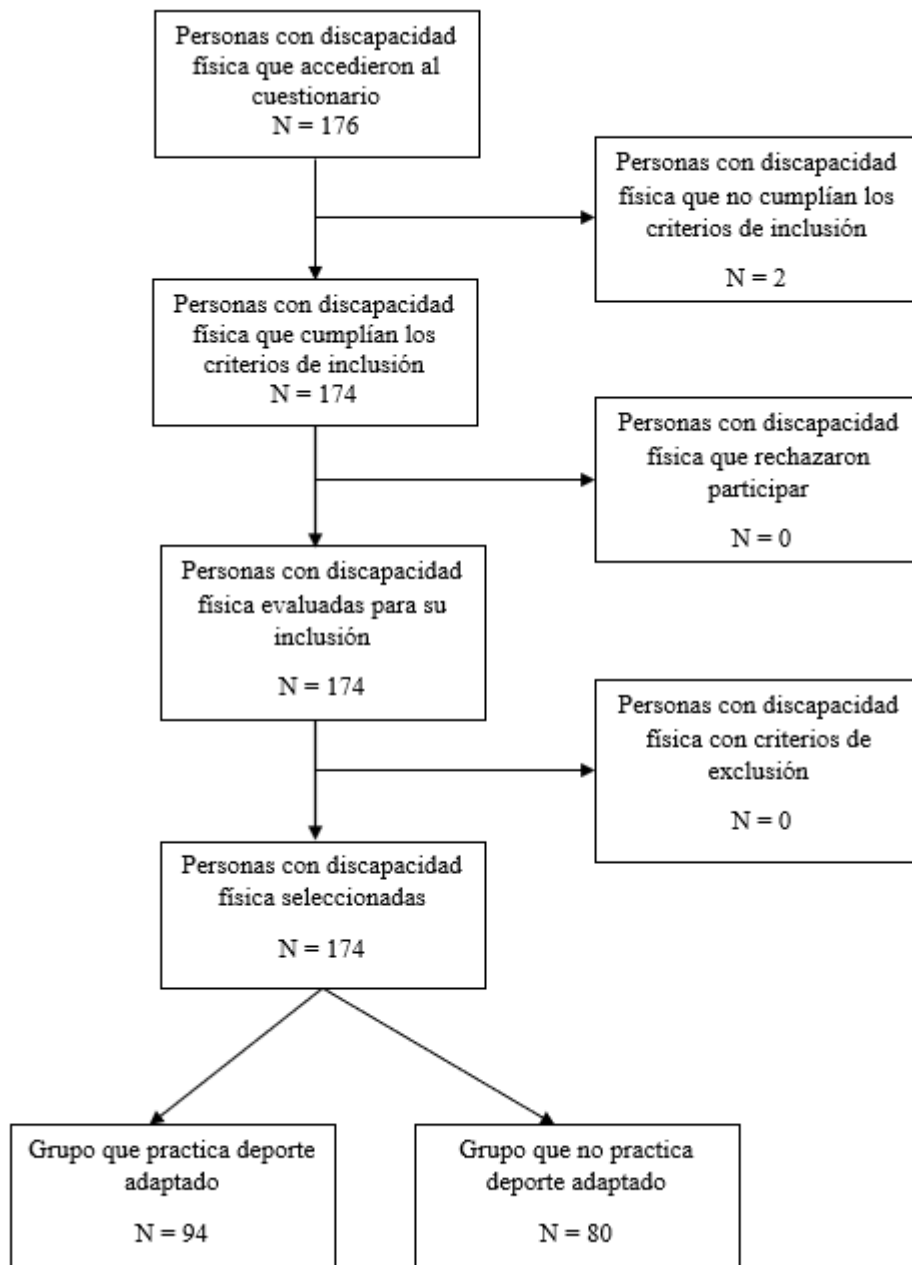 Personas con discapacidad
física que accedieron al
cuestionario
N = 176
Personas con discapacidad
física que no cumplían los
criterios de inclusión
N = 2
Personas con discapacidad
física que cumplían los
criterios de inclusión
N = 174
Personas con discapacidad
física que rechazaron
participar
N = 0
Personas con discapacidad
física evaluadas para su
inclusión
N = 174
Personas con discapacidad
física con criterios de
exclusión
N = 0
Personas con discapacidad
física seleccionadas
N = 174
Grupo que practica deporte
adaptado
N = 94
Grupo que no practica
deporte adaptado
N = 80